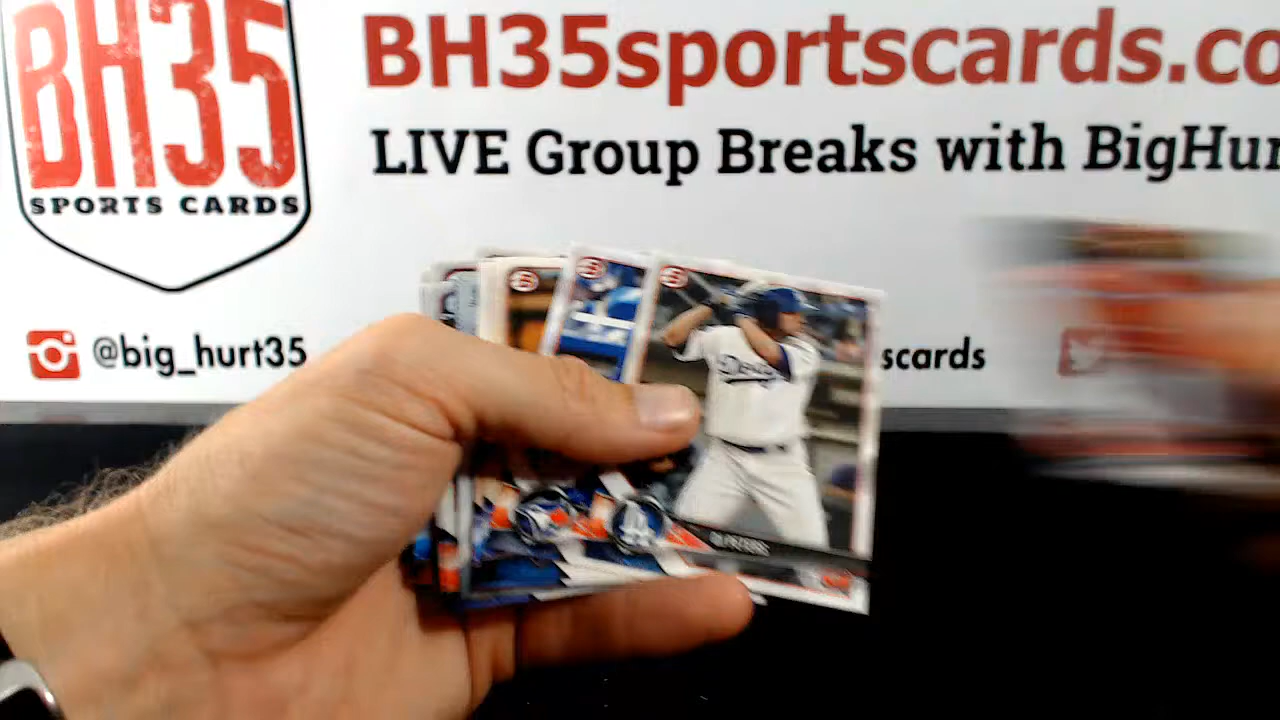 BH35
SPORTS CARDS
BH35sportscards.co
LIVE Group Breaks with BigHur
@big_hurt35
scards